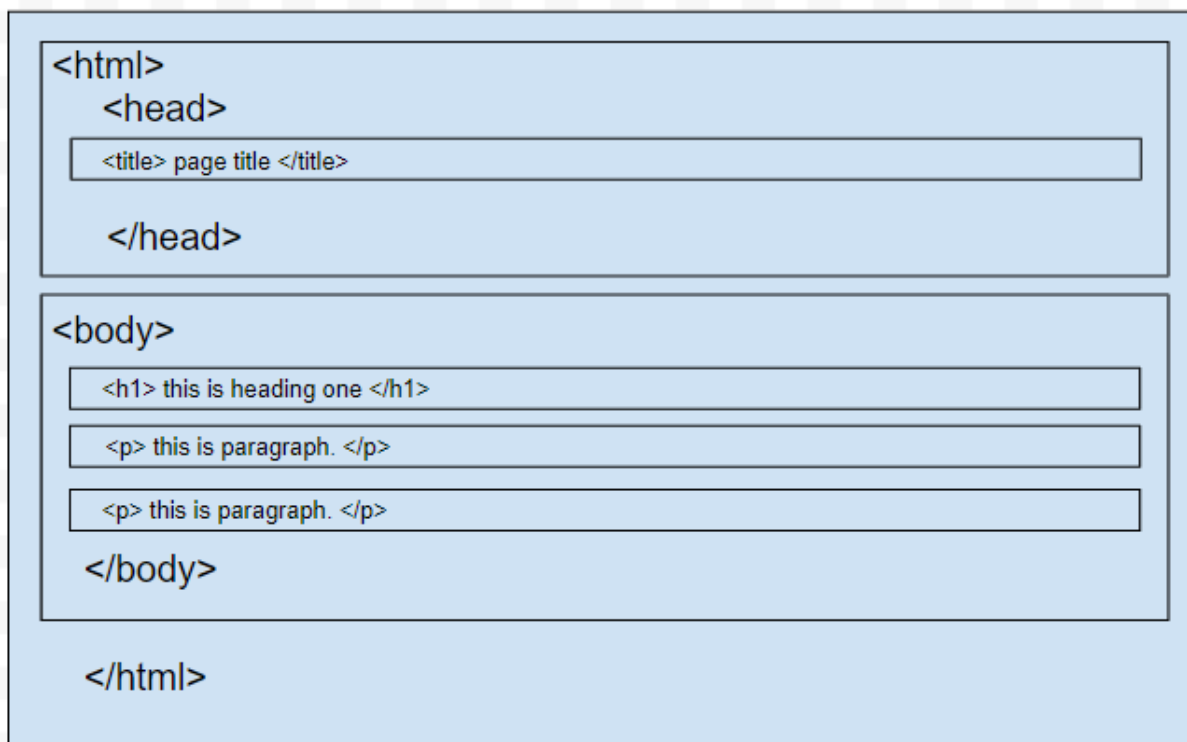 <html>
<head>
<title> page title </title>
</head>
<body>
<h1> this is heading one </h1>
<p> this is paragraph. </p>
<p> this is paragraph. </p>
</body>
</html>